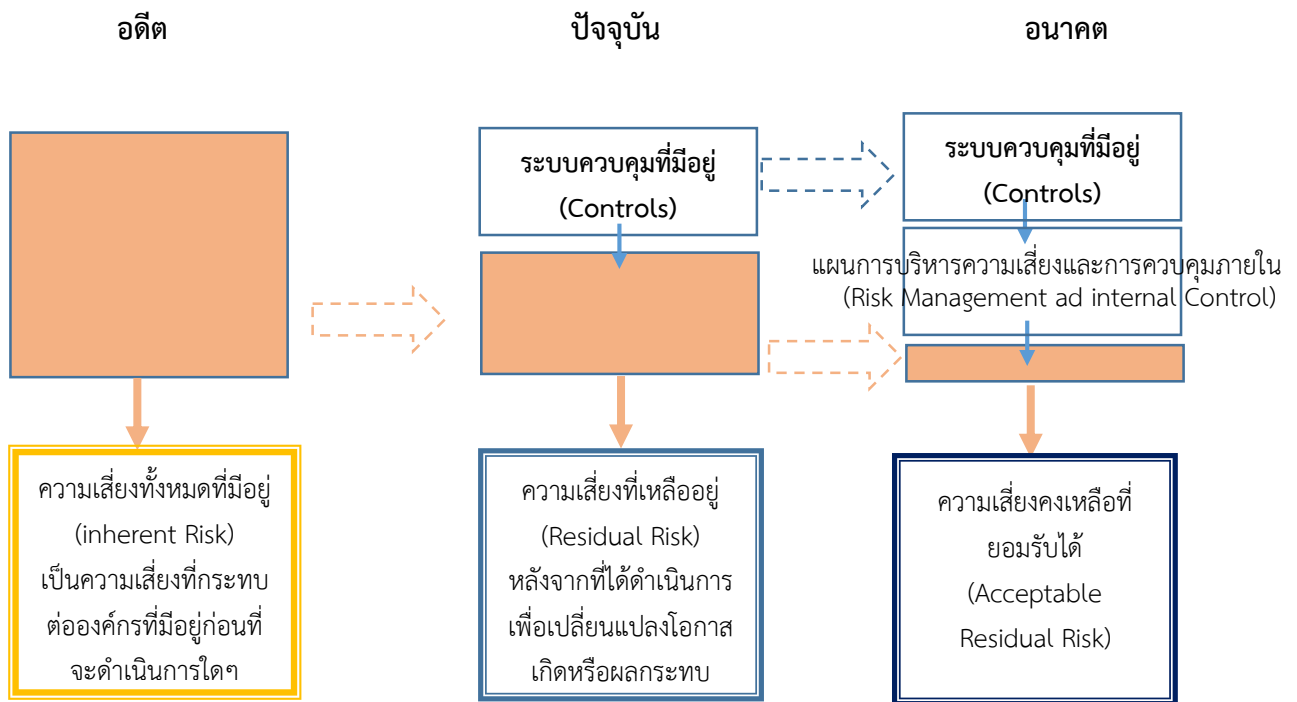 อดีต
ปัจจุบัน
อนาคต
ระบบควบคุมที่มีอยู่
(Controls)
ระบบควบคุมที่มีอยู่
(Controls)
แผนการบริหารความเสี่ยงและการควบคุมภายใน
(Risk Management ad internal Control)
ความเสี่ยงทั้งหมดที่มีอยู่
(inherent Risk)
เป็นความเสี่ยงที่กระทบ
ต่อองค์กรที่มีอยู่ก่อนที่
จะดำเนินการใดๆ
ความเสี่ยงที่เหลืออยู่
(Residual Risk)
หลังจากที่ได้ดำเนินการ
เพื่อเปลี่ยนแปลงโอกาส
เกิดหรือผลกระทบ
ความเสี่ยงคงเหลือที่
ยอมรับได้
(Acceptable
Residual Risk)